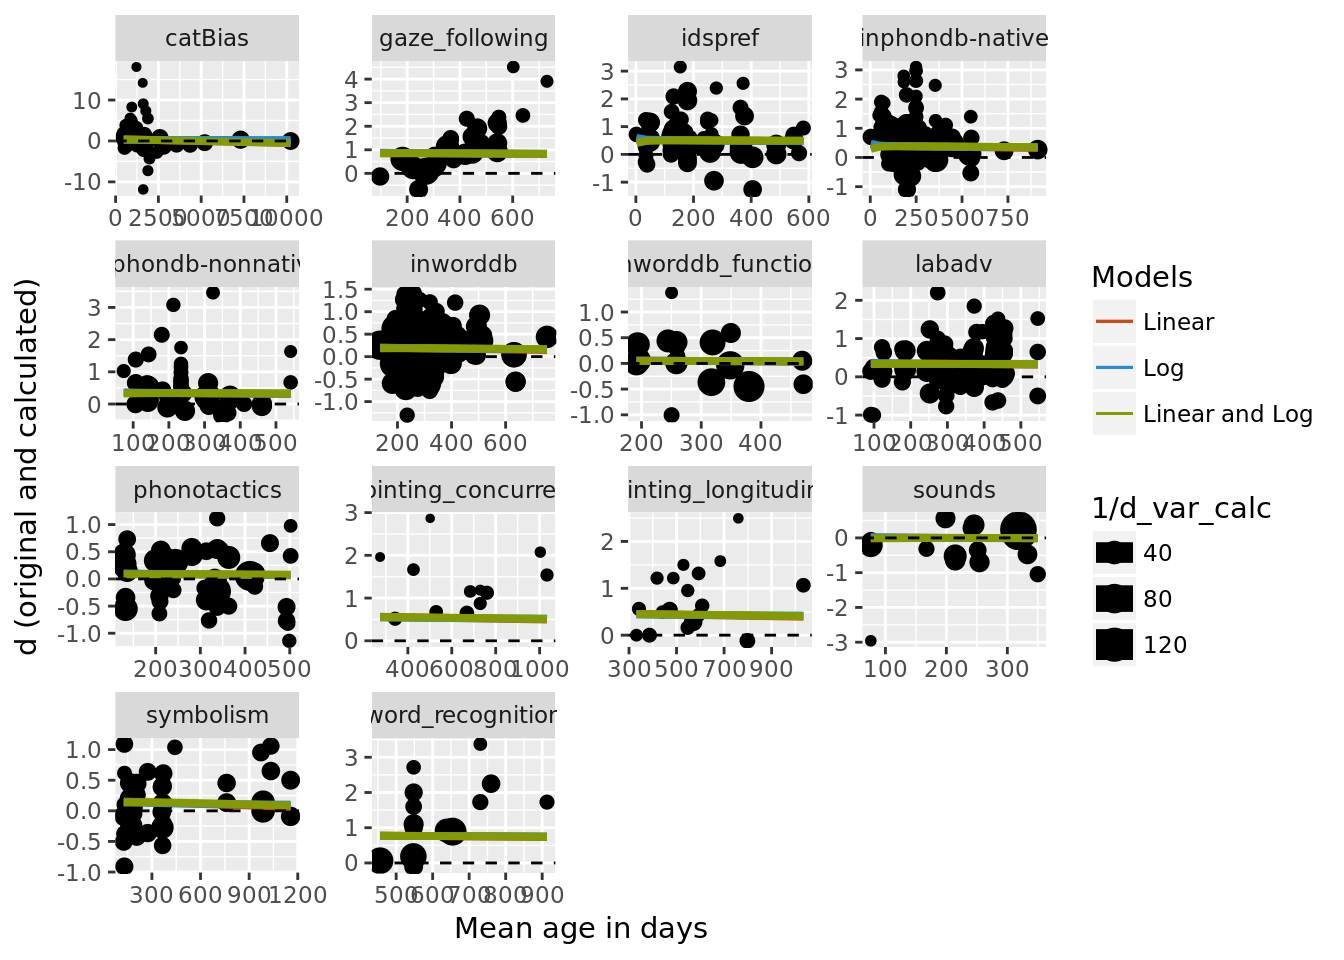 catBias gaze_following idspref inphondb-native
10 0 -10
4 3 2 1 0
3 2 1 0 -1
3 2 1 0 -1
0 2500 5000 7500 10000
200 400 600
0 200 400 600
0 250 500 750
phondb-nonnativ inworddb nworddb_functio labadv
3 2 1 0
1.5 1.0 0.5 0.0 -0.5 -1.0
1.0 0.5 0.0 -0.5 -1.0
2 1 0 -1
100 200 300 400 500
200 400 600
200 300 400
100 200 300 400 500
phonotactics ointing_concurre inting_longitudin sounds
1.0 0.5 0.0 -0.5 -1.0
3 2 1 0
2 1 0
0 -1 -2 -3
200 300 400 500
400 600 800 1000
300 500 700 900
100 200 300
symbolism word_recognition
1.0 0.5 0.0 -0.5 -1.0
3 2 1 0
300 600 900 1200
500 600 700 800 900
Mean age in days
d (original and calculated)
Models
Linear
Log
Linear and Log
1/d_var_calc
40
80
120